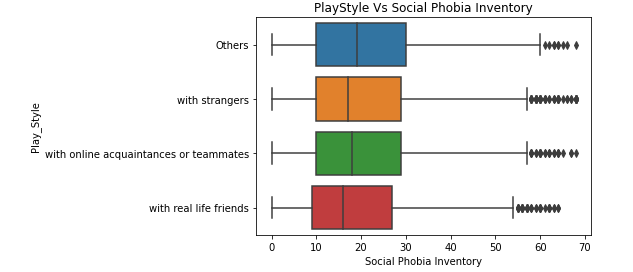 PlayStyle Vs Social Phobia Inventory
Play_Style
Others
with strangers
with online acquaintances or teammates
with real life friends
0 10 20 30 40 50 60 70
Social Phobia Inventory